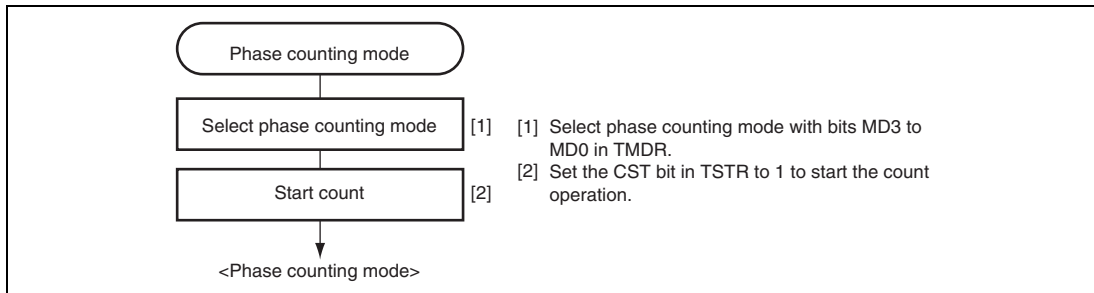 Phase counting mode
Select phase counting mode [1]
Start count [2]
<Phase counting mode>
[1] Select phase counting mode with bits MD3 to
MD0 in TMDR.
[2] Set the CST bit in TSTR to 1 to start the count
operation.